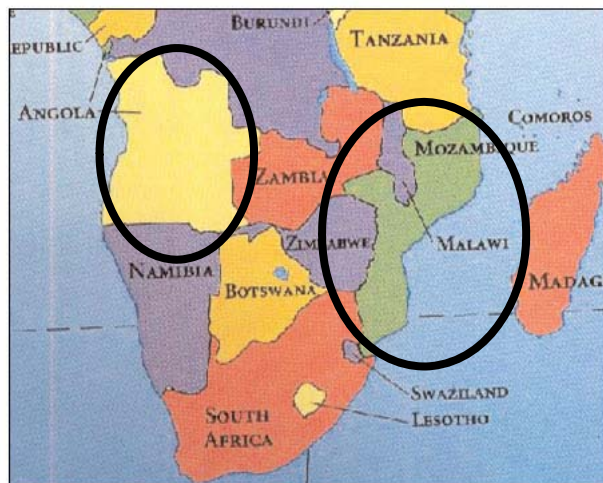 BURUNDI
EPUBLIC
TANZANIA
ANGOLA
COMOROS
MOZAMBIQUE
ZAMBIA
ZIMBABWE
MALAWI
NAMIBIA
BOTSWANA
MADAG
SWAZILAND
LESOTHO
SOUTH
AFRICA